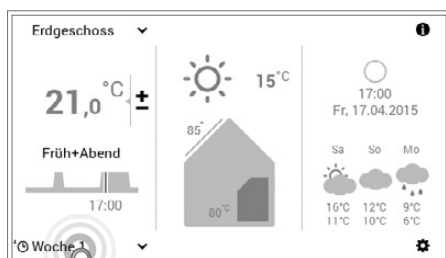 Erdgeschoss
21,0 °C ±
Früh+Abend
17:00
Woche 1
15°C
85°
80°C
17:00
Fr, 17.04.2015
Sa So Mo
16°C 12°C 9°C
11°C 10°C 6°C